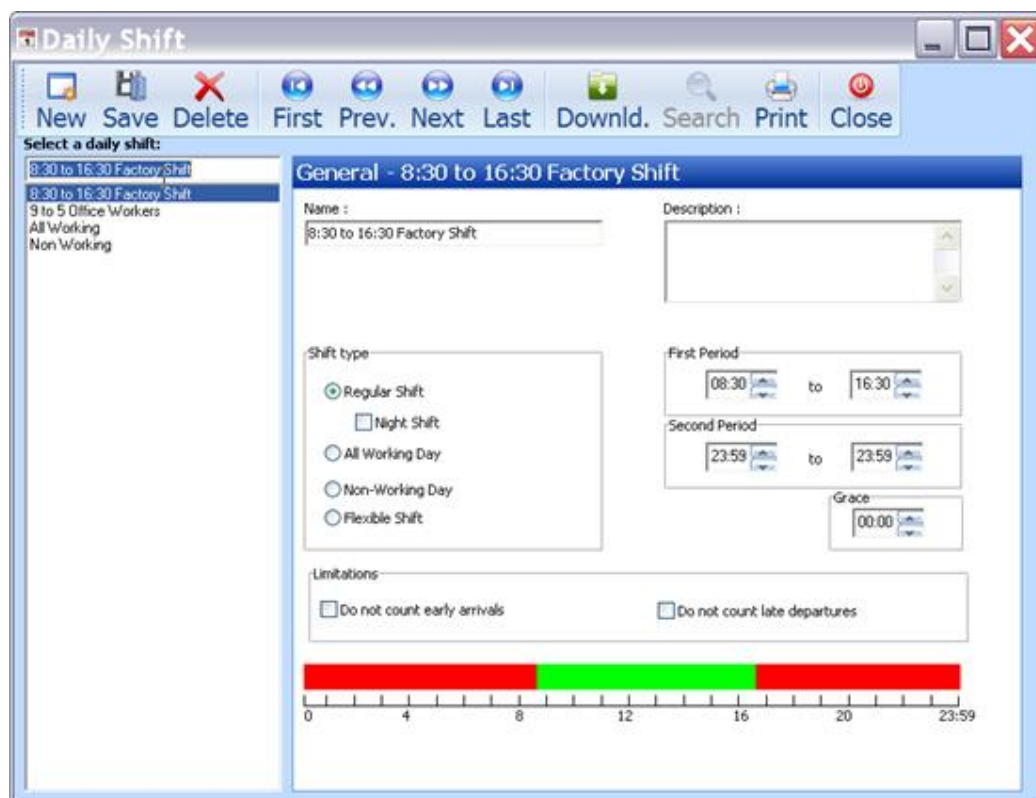 Daily Shift
New Save Delete First Prev. Next Last Downld. Search Print Close
Select a daily shift:
8:30 to 16:30 Factory Shift
8:30 to 16:30 Factory Shift
9 to 5 Office Workers
All Working
Non Working
General - 8:30 to 16:30 Factory Shift
Name : Description :
8:30 to 16:30 Factory Shift
Shift type
Regular Shift
Night Shift
All Working Day
Non-Working Day
Flexible Shift
First Period
08:30 to 16:30
Second Period
23:59 to 23:59
Grace
00:00
Limitations
Do not count early arrivals Do not count late departures
0 4 8 12 16 20 23:59